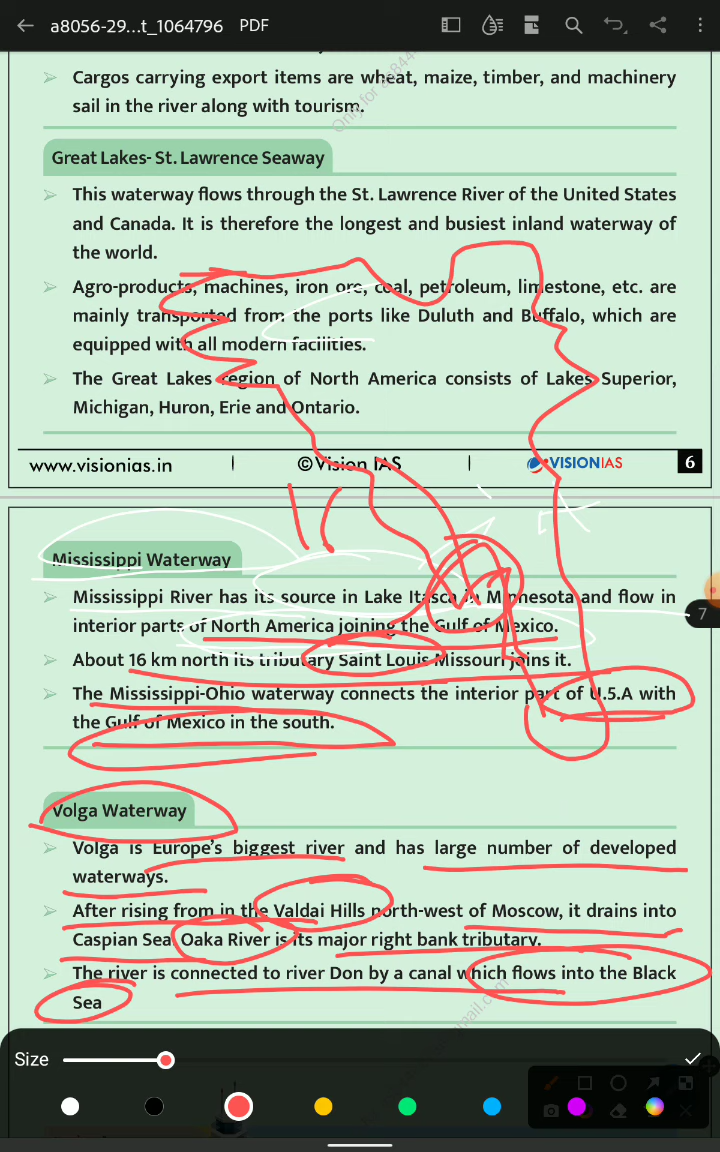 a8056-29...t_1064796 PDF
Cargos carrying export items are wheat, maize, timber, and machinery
sail in the river along with tourism.
Great Lakes- St. Lawrence Seaway
This waterway flows through the St. Lawrence River of the United States
and Canada. It is therefore the longest and busiest inland waterway of
the world.
Agro-products, machines, iron ore, coal, petroleum, limestone, etc. are
mainly transported from the ports like Duluth and Buffalo, which are
equipped with all modern facilities.
The Great Lakes region of North America consists of Lakes Superior,
Michigan, Huron, Erie and Ontario.
www.visionias.in | ©Vision IAS | VISIONIAS 6
Mississippi Waterway
Mississippi River has its source in Lake Itasca in Minnesota and flow in
7
interior parts of North America joining the Gulf of Mexico.
About 16 km north its tributary Saint Louis Missouri joins it.
The Mississippi-Ohio waterway connects the interior part of U.S.A with
the Gulf of Mexico in the south.
Volga Waterway
Volga is Europe's biggest river and has large number of developed
waterways.
After rising from in the Valdai Hills north-west of Moscow, it drains into
Caspian Sea Oaka River is its major right bank tributary.
The river is connected to river Don by a canal which flows into the Black
Sea
Size